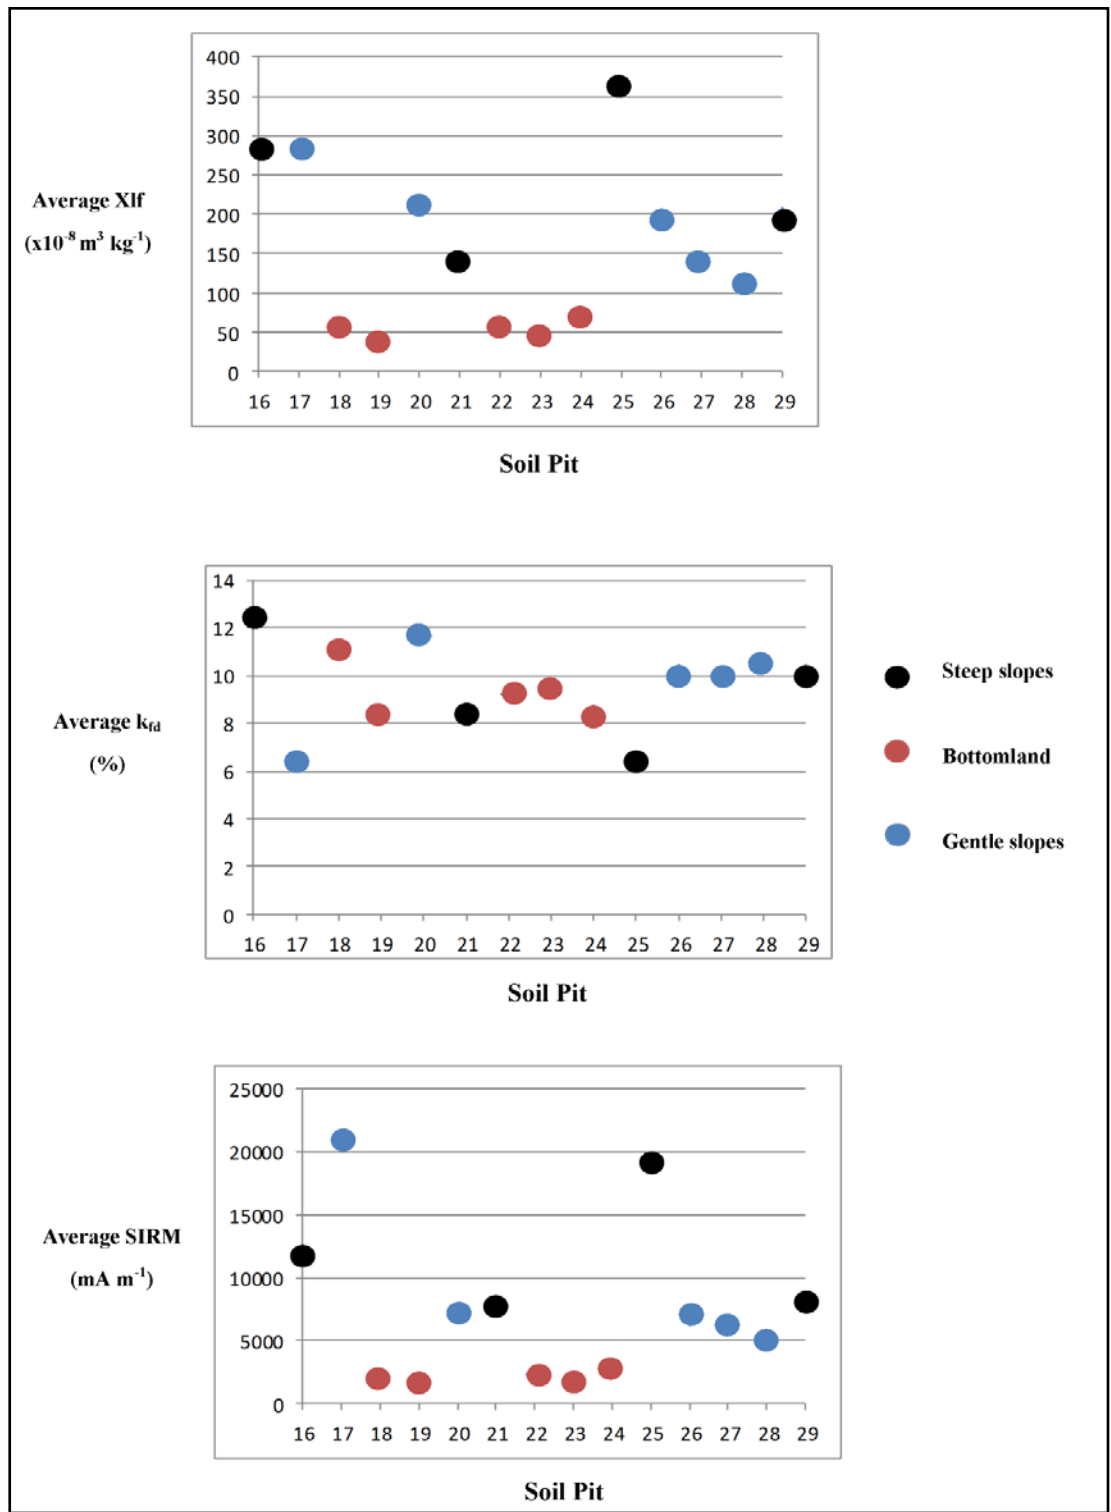 400
350
300
250
200
150
100
50
0
Average Xlf
(x10⁻⁸ m³ kg⁻¹)
16 17 18 19 20 21 22 23 24 25 26 27 28 29
Soil Pit
14
12
10
8
6
4
2
0
Average kfd
(%)
16 17 18 19 20 21 22 23 24 25 26 27 28 29
Soil Pit
Steep slopes
Bottomland
Gentle slopes
25000
20000
15000
10000
5000
0
Average SIRM
(mA m⁻¹)
16 17 18 19 20 21 22 23 24 25 26 27 28 29
Soil Pit